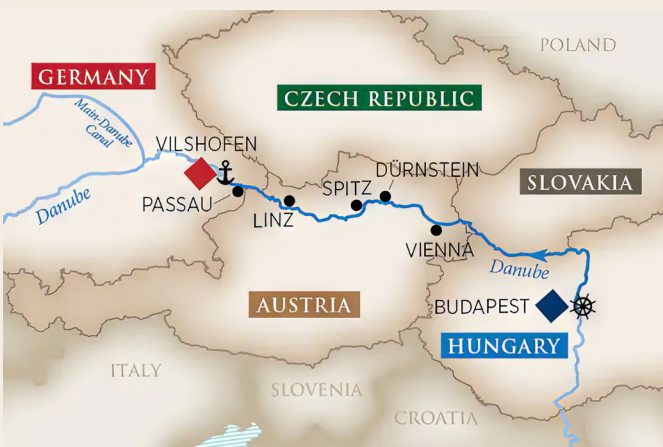 POLAND
GERMANY
CZECH REPUBLIC
Main-Danube
Canal
VILSHOFEN
DÜRNSTEIN
SLOVAKIA
SPITZ
PASSAU
Danube
LINZ
VIENNA
Danube
AUSTRIA
BUDAPEST
HUNGARY
ITALY
SLOVENIA
CROATIA